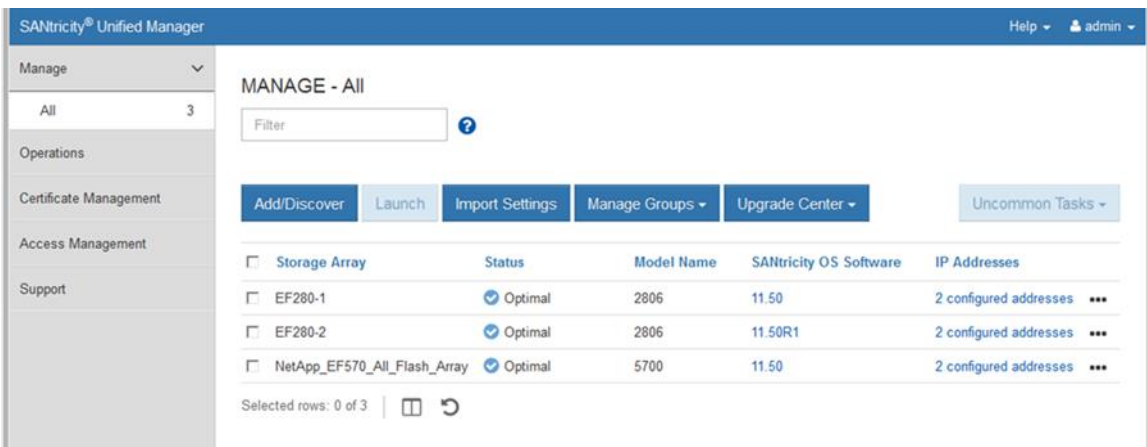 SANtricity® Unified Manager
Help
admin
Manage
All 3
Operations
Certificate Management
Access Management
Support
MANAGE - All
Filter
Add/Discover Launch Import Settings Manage Groups Upgrade Center Uncommon Tasks
Storage Array Status Model Name SANtricity OS Software IP Addresses
EF280-1 Optimal 2806 11.50 2 configured addresses
EF280-2 Optimal 2806 11.50R1 2 configured addresses
NetApp_EF570_All_Flash_Array Optimal 5700 11.50 2 configured addresses
Selected rows: 0 of 3